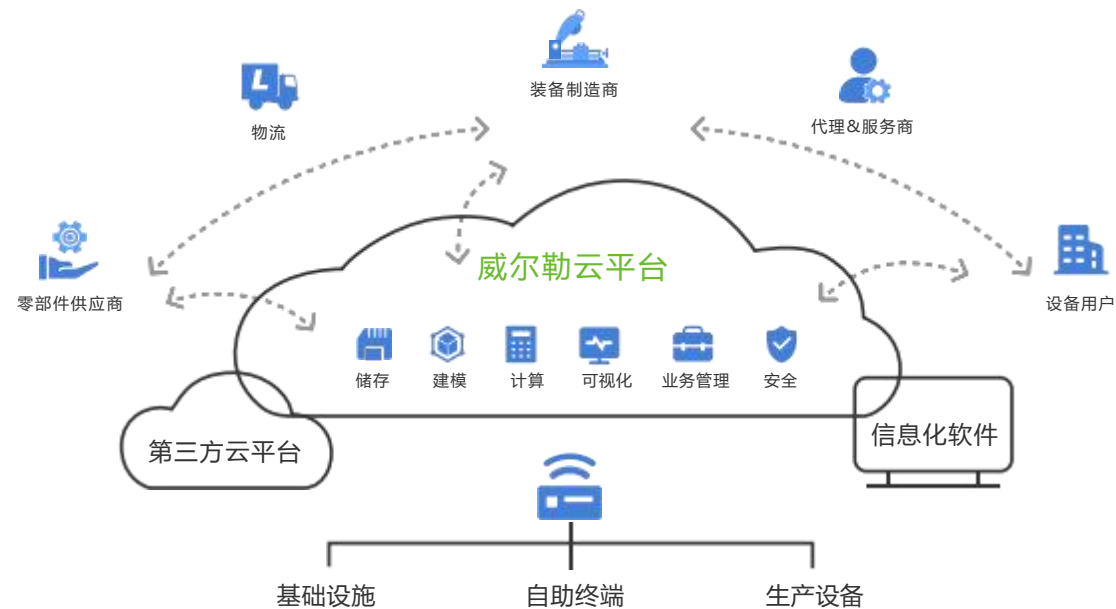 装备制造商
物流
代理&服务商
零部件供应商
威尔勒云平台
设备用户
储存
建模
计算
可视化
业务管理
安全
第三方云平台
信息化软件
基础设施
自助终端
生产设备